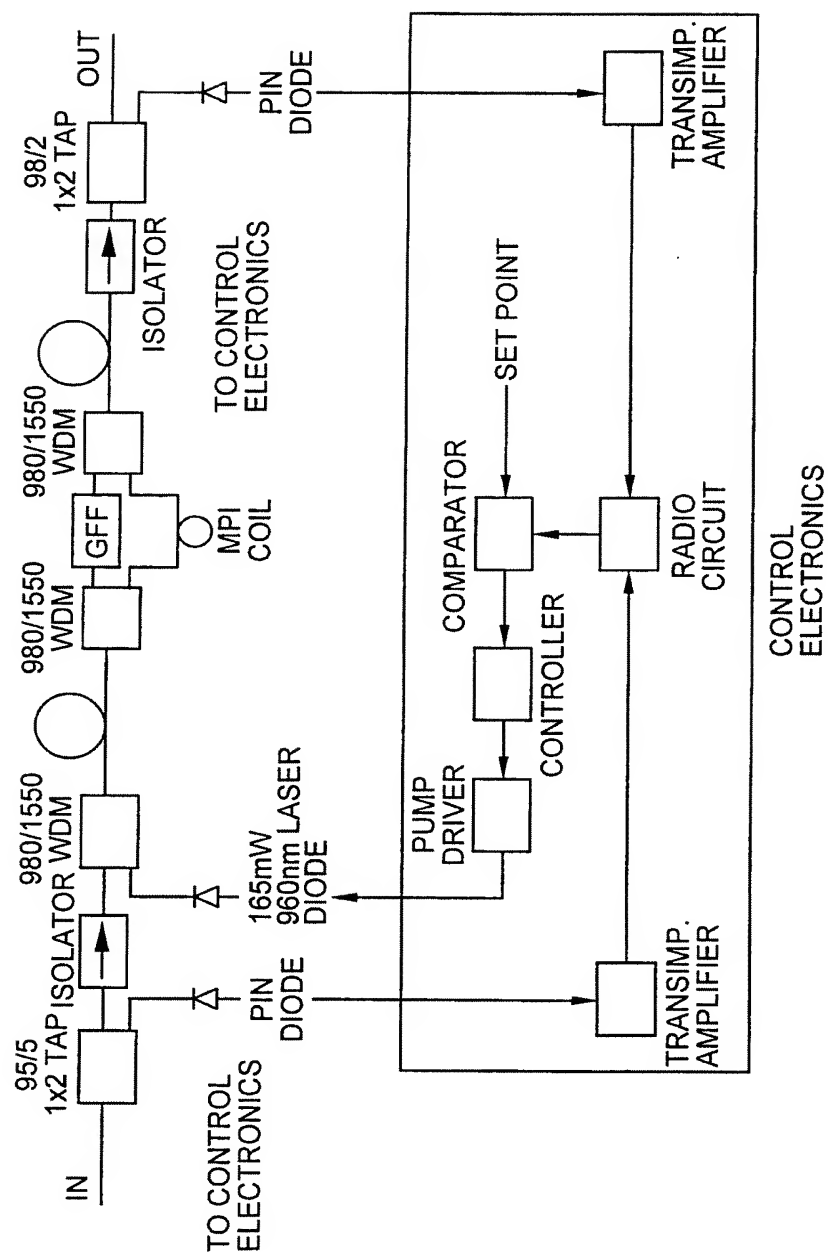 IN
95/5
1x2 TAP
ISOLATOR
980/1550
WDM
980/1550
WDM
GFF
MPI
COIL
980/1550
WDM
ISOLATOR
98/2
1x2 TAP
OUT
TO CONTROL
ELECTRONICS
PIN
DIODE
165mW
960nm LASER
DIODE
TO CONTROL
ELECTRONICS
PIN
DIODE
PUMP
DRIVER
CONTROLLER
COMPARATOR
SET POINT
TRANSIMP.
AMPLIFIER
RADIO
CIRCUIT
TRANSIMP.
AMPLIFIER
CONTROL
ELECTRONICS